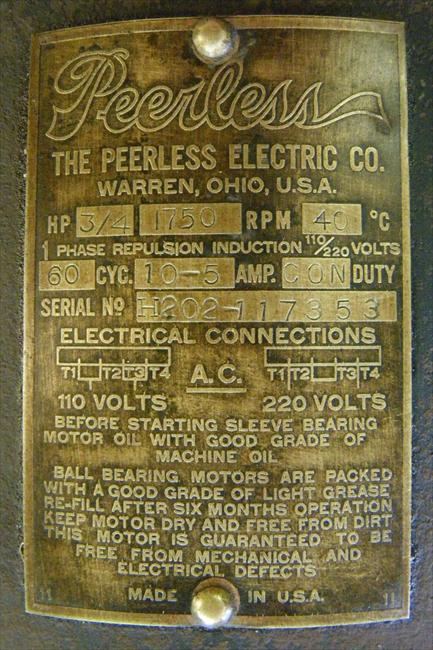 Peerless
THE PEERLESS ELECTRIC CO.
WARREN, OHIO, U.S.A.
HP 3/4 1750 RPM 40 °C
1 PHASE REPULSION INDUCTION 110/220 VOLTS
60 CYC. 10-5 AMP. CON DUTY
SERIAL Nº H202-117353
ELECTRICAL CONNECTIONS
T1 T2 T3 T4 A.C. T1 T2 T3 T4
110 VOLTS 220 VOLTS
BEFORE STARTING SLEEVE BEARING
MOTOR OIL WITH GOOD GRADE OF
MACHINE OIL
BALL BEARING MOTORS ARE PACKED
WITH A GOOD GRADE OF LIGHT GREASE
RE-FILL AFTER SIX MONTHS OPERATION
KEEP MOTOR DRY AND FREE FROM DIRT
THIS MOTOR IS GUARANTEED TO BE
FREE FROM MECHANICAL AND
ELECTRICAL DEFECTS
11 MADE IN U.S.A. 11